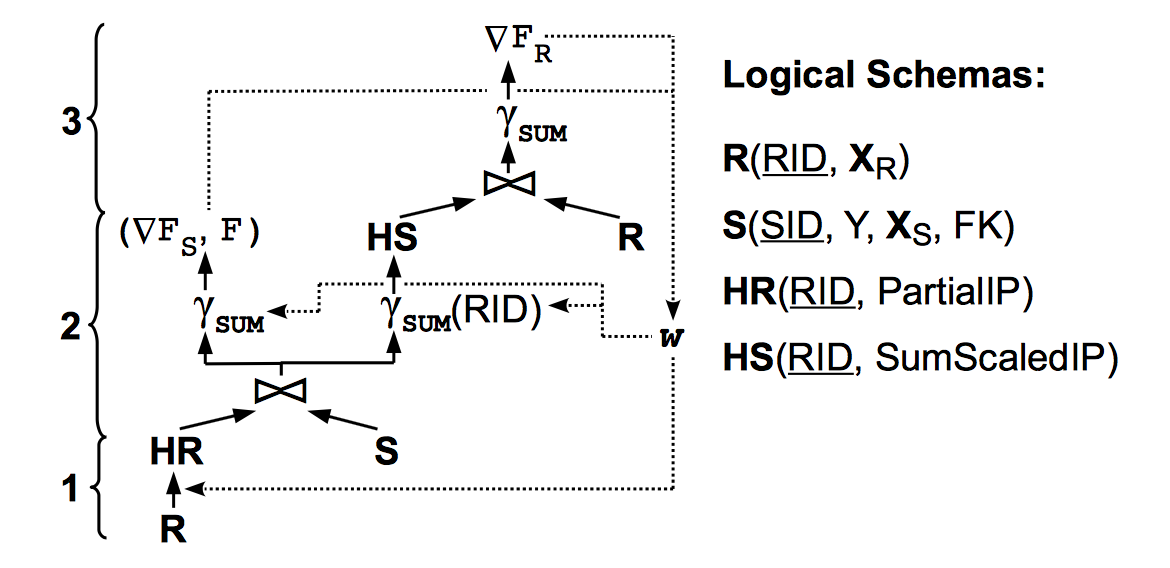 ∇F_R
3
γ_SUM
(∇F_S, F)
HS
R
γ_SUM
γ_SUM(RID)
2
w
HR
S
1
R
Logical Schemas:
R(RID, X_R)
S(SID, Y, X_S, FK)
HR(RID, PartialIP)
HS(RID, SumScaledIP)